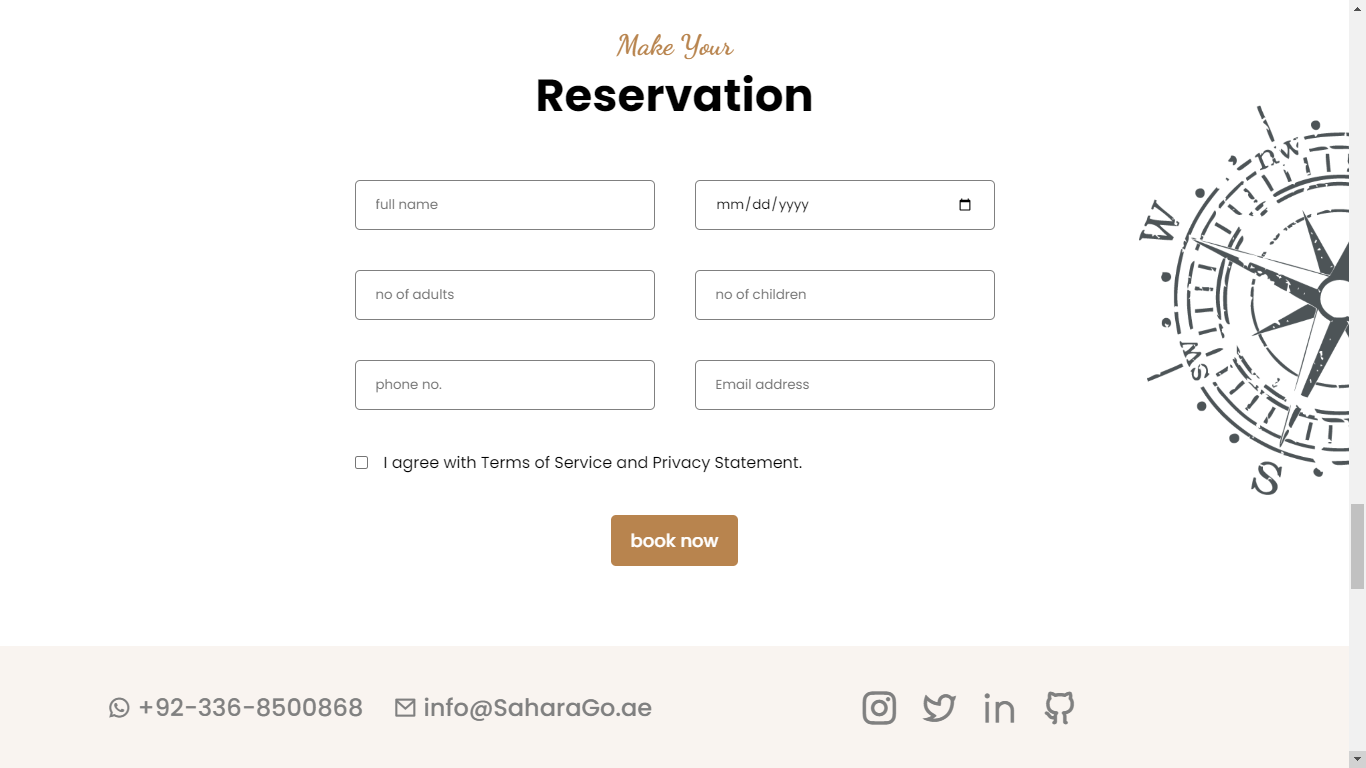 Make Your
Reservation
full name
mm/dd/yyyy
no of adults
no of children
phone no.
Email address
I agree with Terms of Service and Privacy Statement.
book now
nw
W
sw
S
+92-336-8500868
info@SaharaGo.ae
in